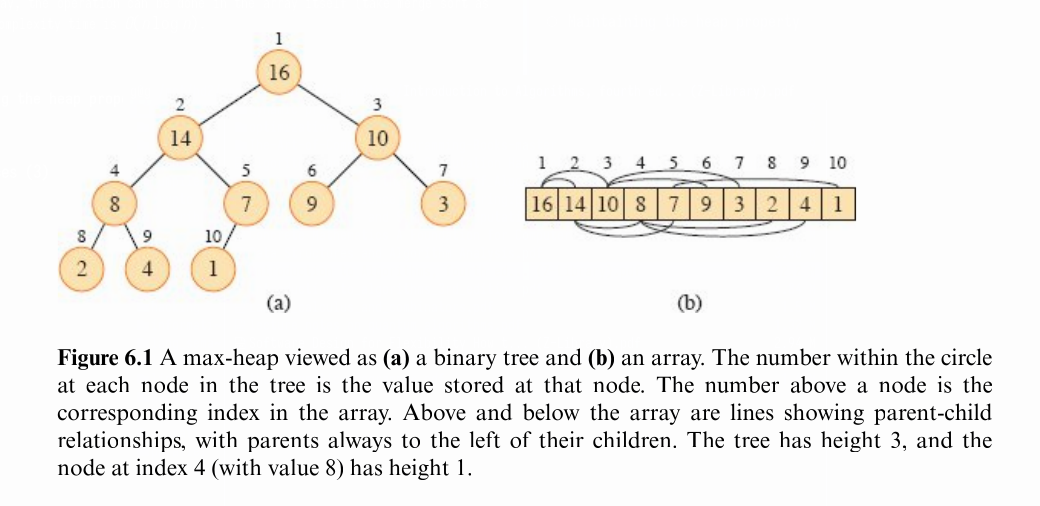 1
16
2 3
14 10
4 5 6 7
8 7 9 3
8 9 10
2 4 1
(a)
1 2 3 4 5 6 7 8 9 10
16 14 10 8 7 9 3 2 4 1
(b)
Figure 6.1 A max-heap viewed as (a) a binary tree and (b) an array. The number within the circle
at each node in the tree is the value stored at that node. The number above a node is the
corresponding index in the array. Above and below the array are lines showing parent-child
relationships, with parents always to the left of their children. The tree has height 3, and the
node at index 4 (with value 8) has height 1.